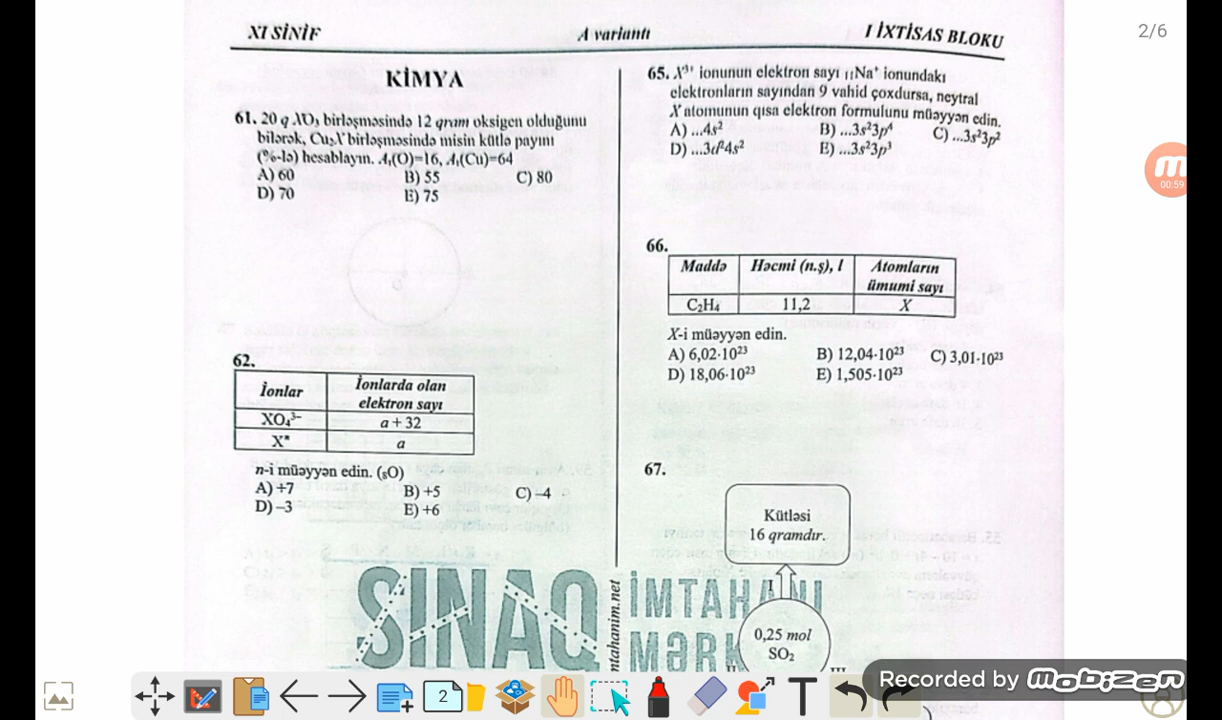 XI SİNİF
A variantı
I İXTİSAS BLOKU
2/6
KİMYA
61. 20 q XO₃ birləşməsində 12 qram oksigen olduğunu
bilərək, Cu₂X birləşməsində misin kütlə payını
(%-lə) hesablayın. Aᵣ(O)=16, Aᵣ(Cu)=64
A) 60 B) 55 C) 80
D) 70 E) 75
62.
İonlar İonlarda olan elektron sayı
XO₄³⁻ a + 32
Xⁿ a
n-i müəyyən edin. (₈O)
A) +7 B) +5 C) –4
D) –3 E) +6
65. X³⁺ ionunun elektron sayı ₁₁Na⁺ ionundakı
elektronların sayından 9 vahid çoxdursa, neytral
X atomunun qısa elektron formulunu müəyyən edin.
A) ...4s² B) ...3s²3p⁴ C) ...3s²3p²
D) ...3d²4s² E) ...3s²3p³
66.
Maddə Həcmi (n.ş), l Atomların ümumi sayı
C₂H₄ 11,2 X
X-i müəyyən edin.
A) 6,02·10²³ B) 12,04·10²³ C) 3,01·10²³
D) 18,06·10²³ E) 1,505·10²³
67.
Kütləsi
16 qramdır.
I
0,25 mol
SO₂
II
III
SINAQ İMTAHANI
MƏRK
ntahanim.net
00:59
2
T
Recorded by mobizen